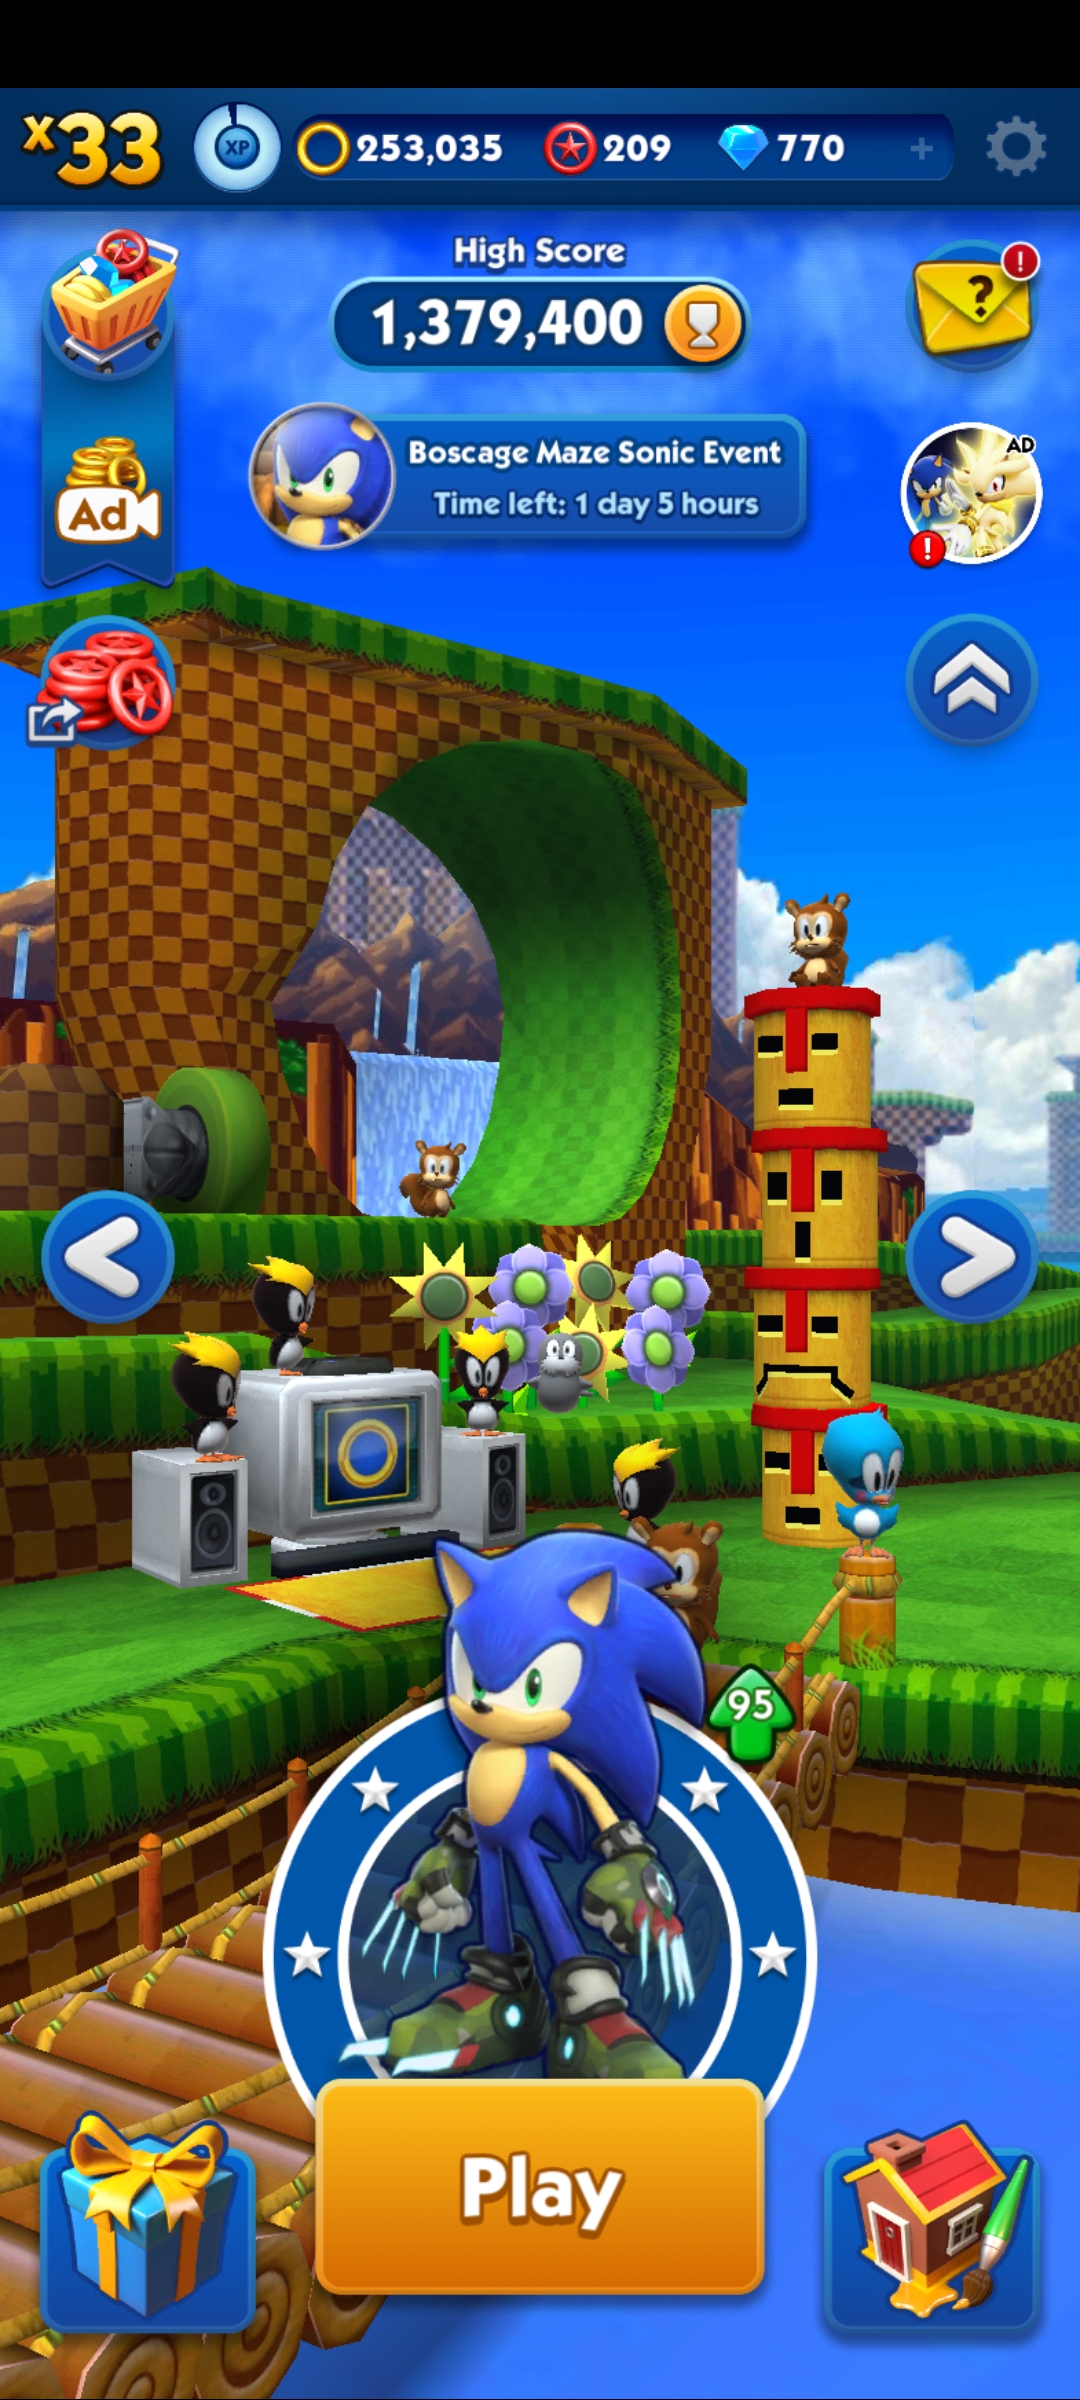 x33
XP
253,035
209
770
+
High Score
1,379,400
?
!
Boscage Maze Sonic Event
Time left: 1 day 5 hours
Ad
AD
!
95
Play